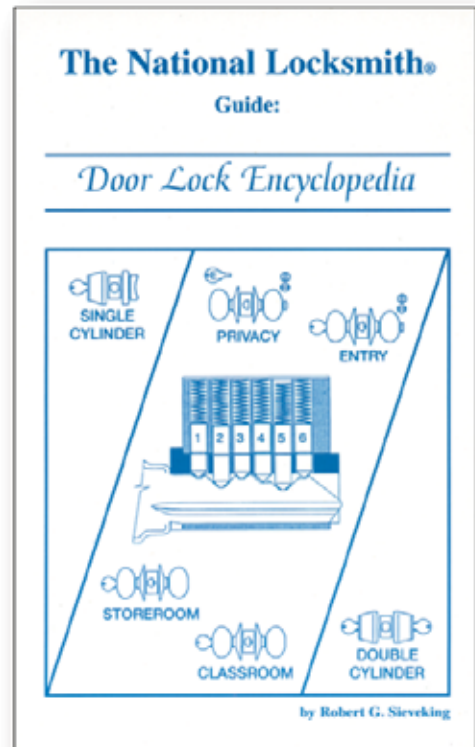 The National Locksmith®
Guide:
Door Lock Encyclopedia
SINGLE
CYLINDER
PRIVACY
ENTRY
1 2 3 4 5 6
STOREROOM
CLASSROOM
DOUBLE
CYLINDER
by Robert G. Sieveking